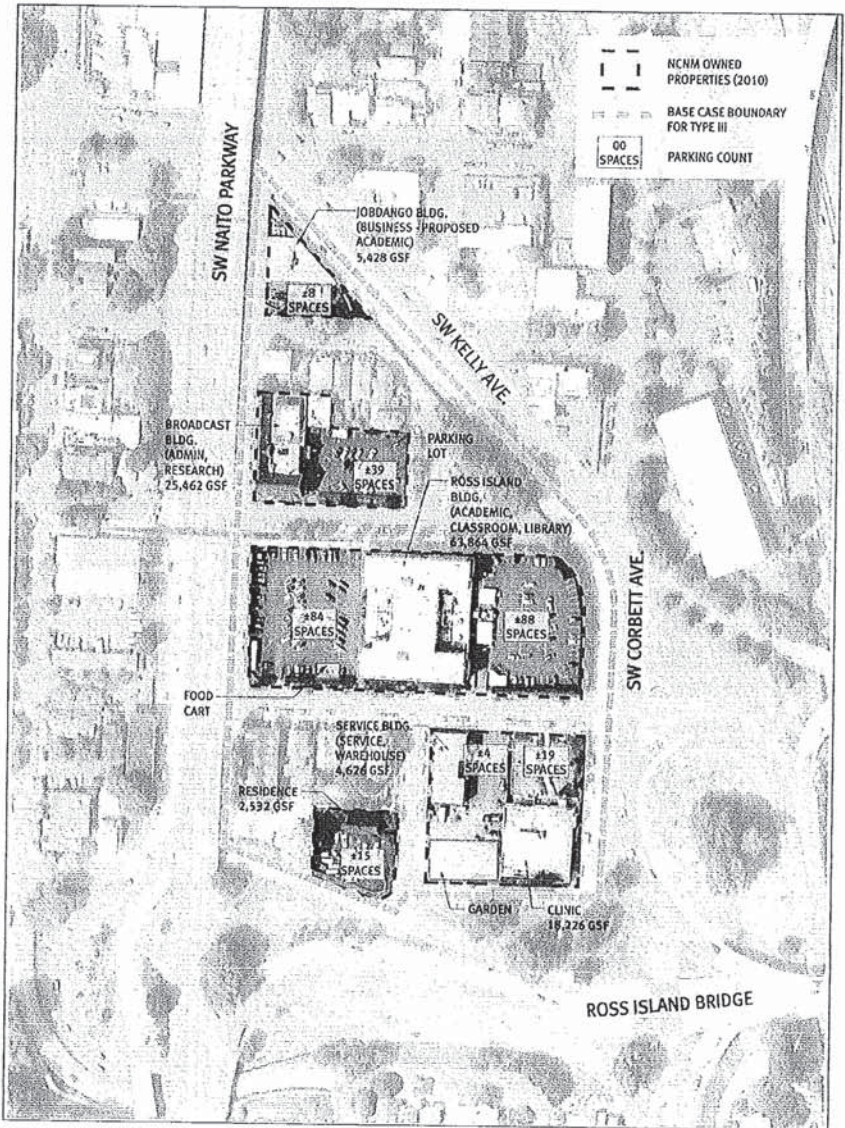 NCNM OWNED
PROPERTIES (2010)
BASE CASE BOUNDARY
FOR TYPE III
00
SPACES
PARKING COUNT
SW NAITO PARKWAY
JOBDANGO BLDG.
(BUSINESS - PROPOSED
ACADEMIC)
5,428 GSF
±8
SPACES
SW KELLY AVE.
BROADCAST
BLDG.
(ADMIN,
RESEARCH)
25,462 GSF
PARKING
LOT
±39
SPACES
ROSS ISLAND
BLDG.
(ACADEMIC,
CLASSROOM, LIBRARY)
63,864 GSF
±84
SPACES
±88
SPACES
SW CORBETT AVE.
FOOD
CART
SERVICE BLDG.
(SERVICE,
WAREHOUSE)
4,626 GSF
±4
SPACES
±19
SPACES
RESIDENCE
2,532 GSF
±15
SPACES
GARDEN
CLINIC
18,226 GSF
ROSS ISLAND BRIDGE